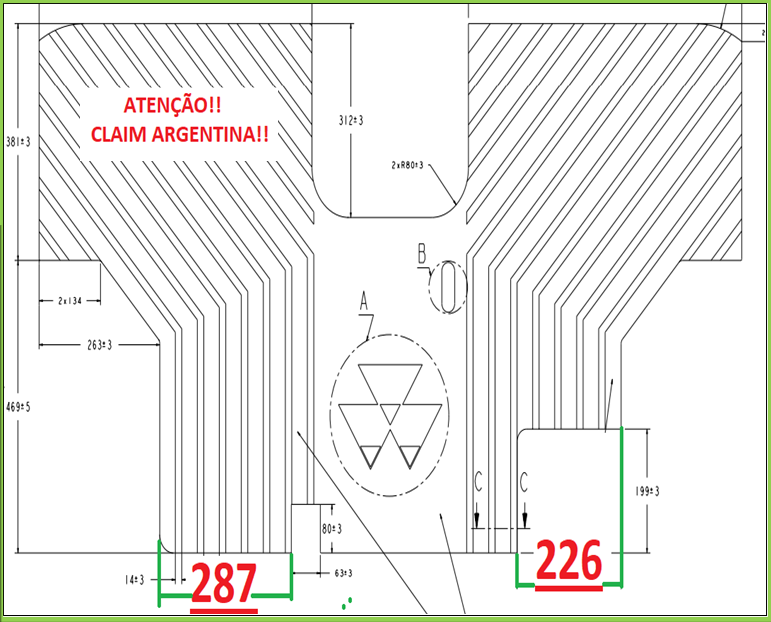 ATENÇÃO!!
CLAIM ARGENTINA!!
312±3
381±3
2xR80±3
B
A
2x134
263±3
469±5
C C
199±3
80±3
63±3
14±3
287
226
2